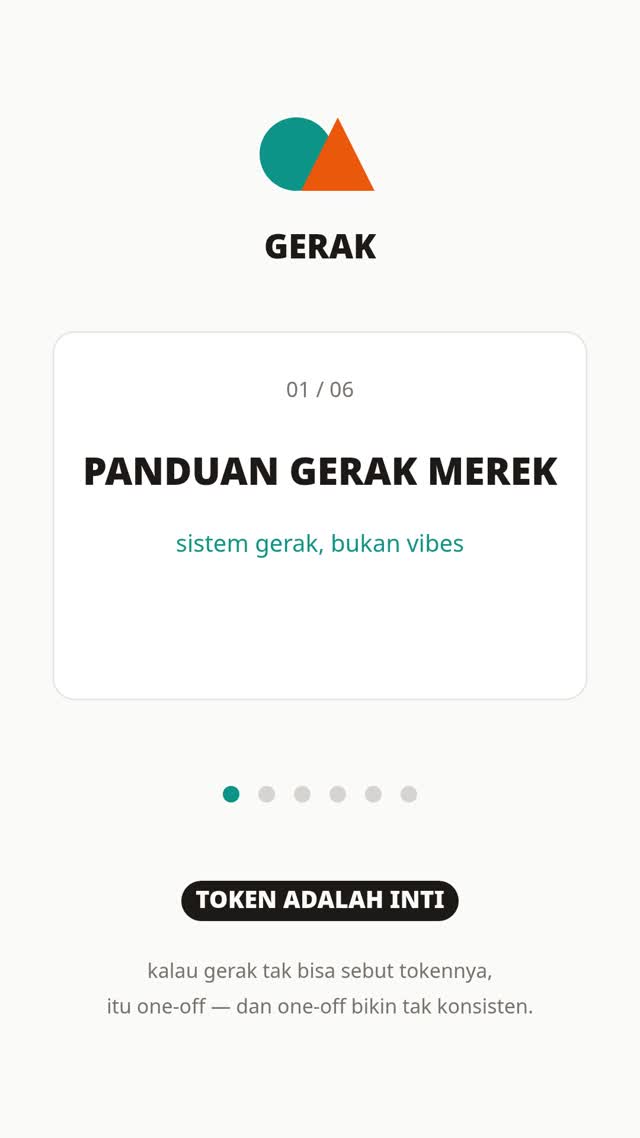 GERAK
01 / 06
PANDUAN GERAK MEREK
sistem gerak, bukan vibes
TOKEN ADALAH INTI
kalau gerak tak bisa sebut tokennya,
itu one-off — dan one-off bikin tak konsisten.